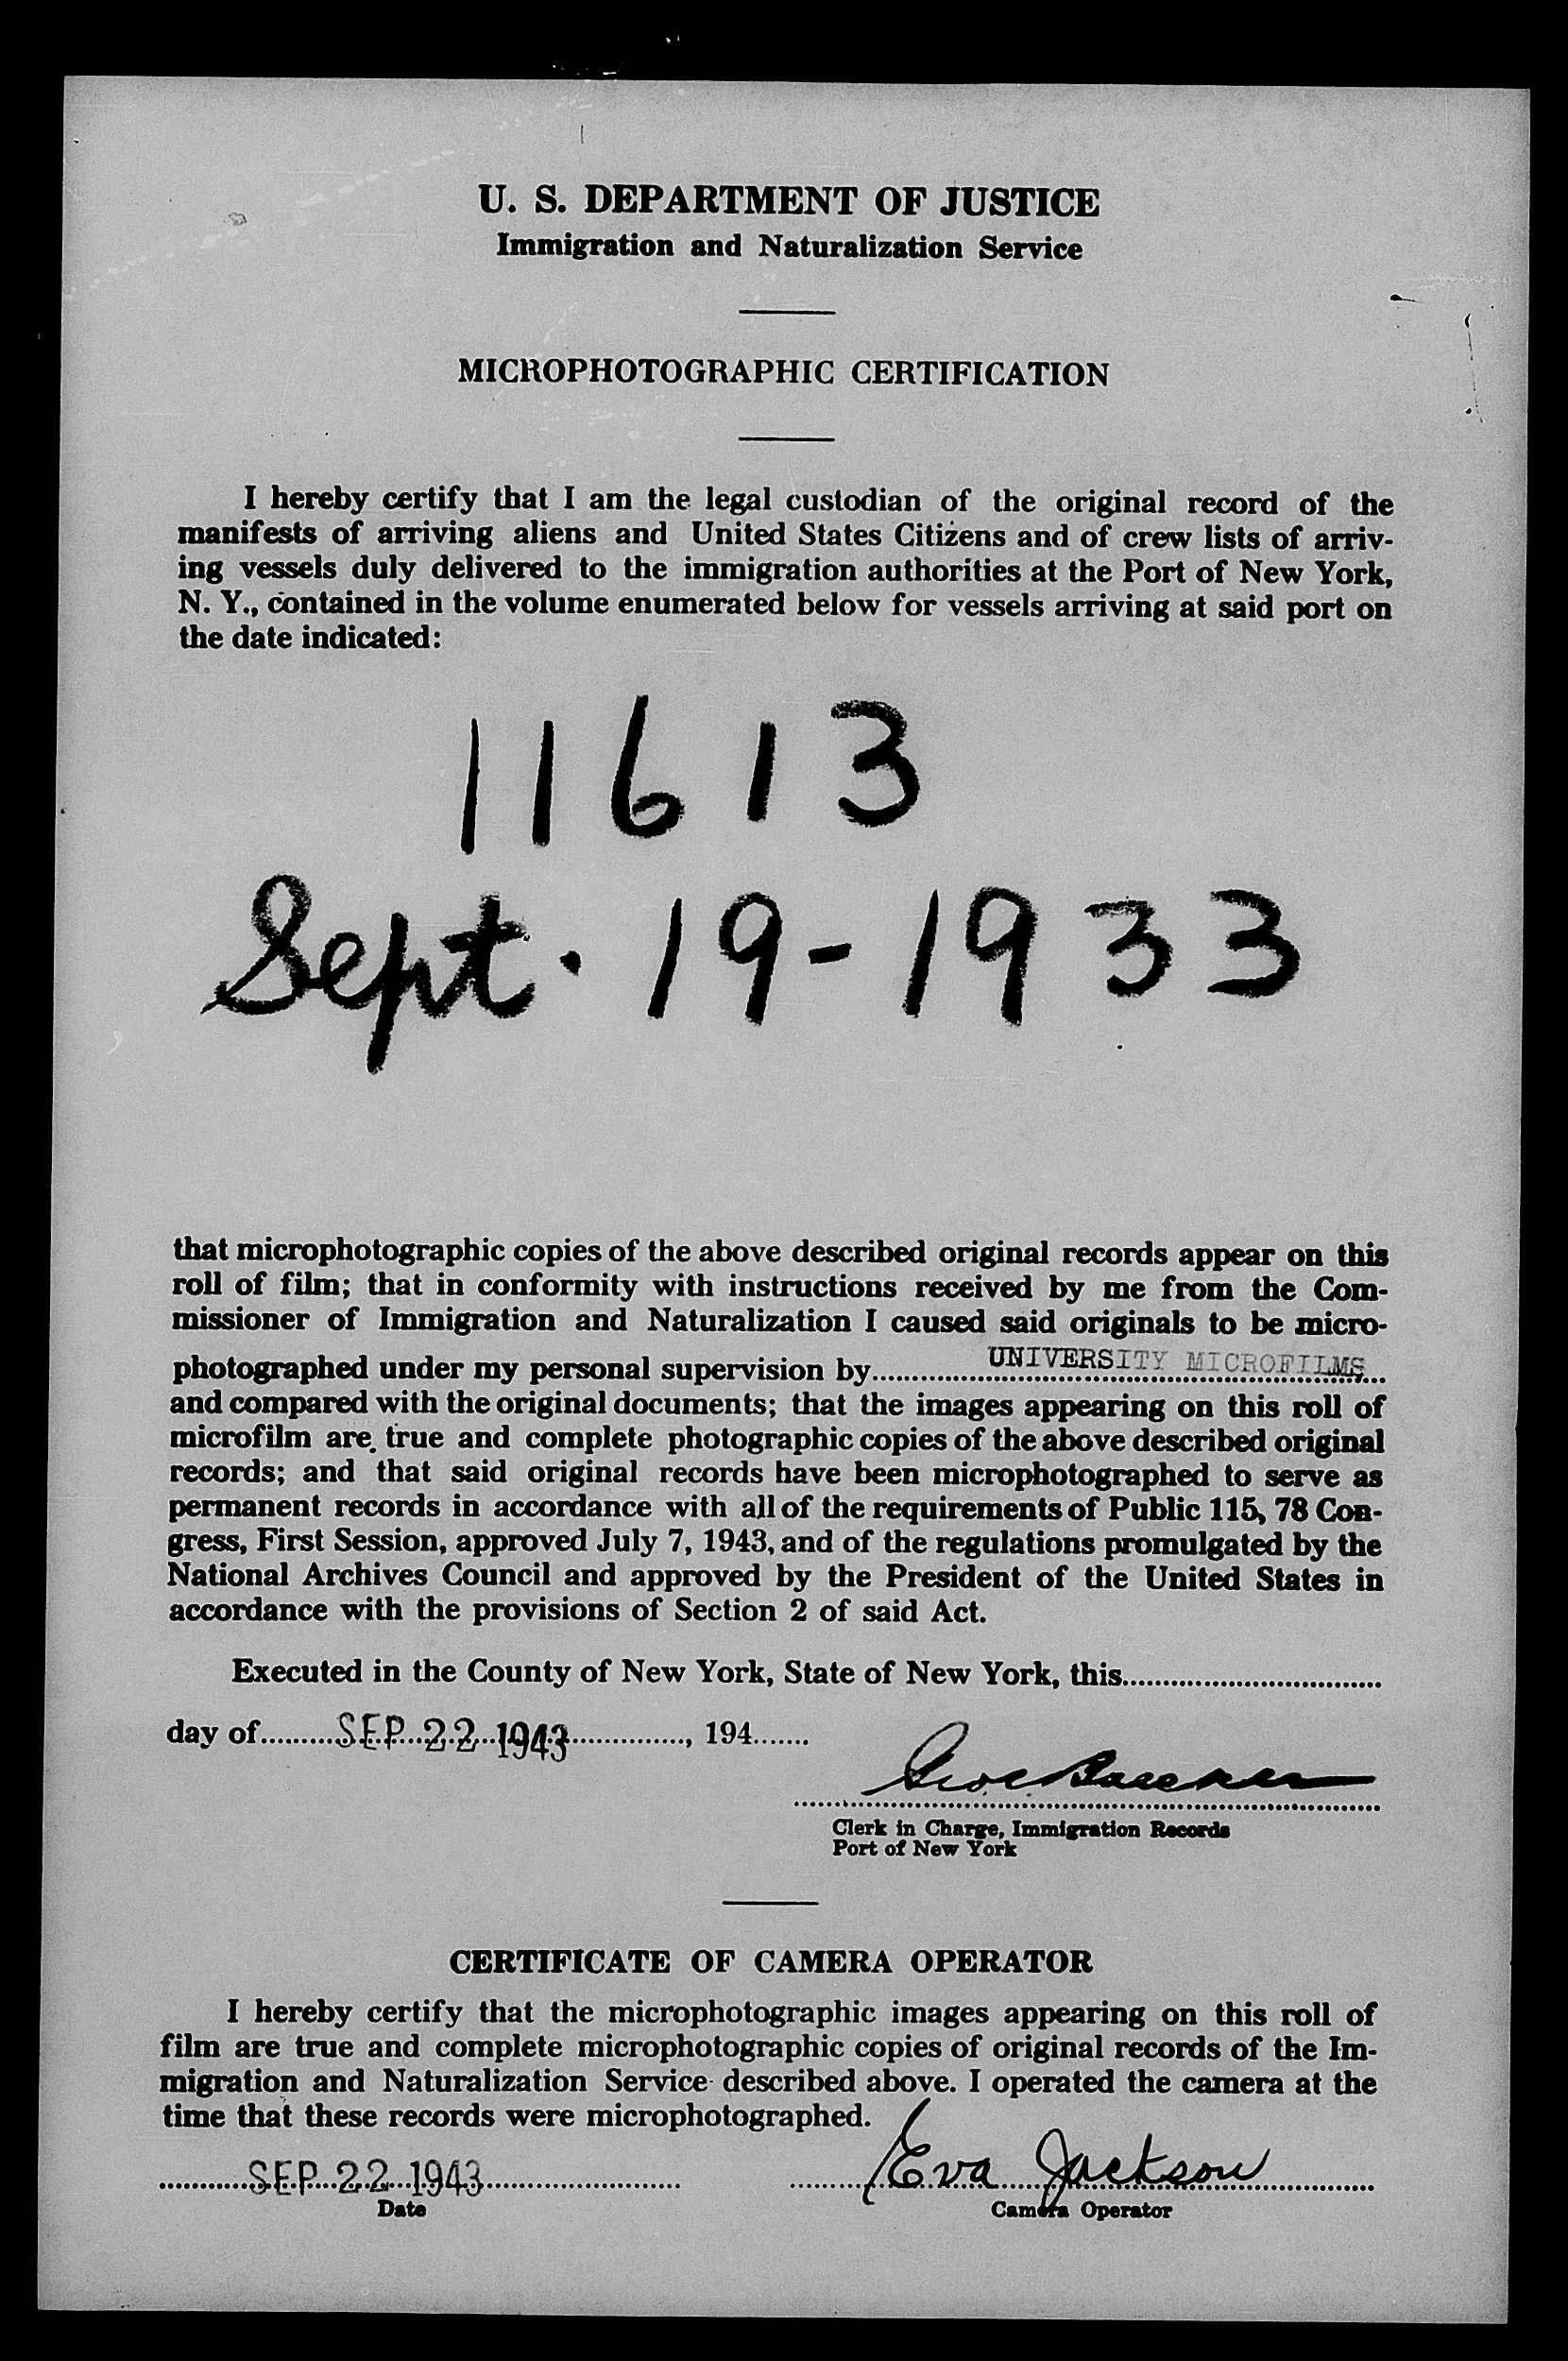 U. S. DEPARTMENT OF JUSTICE
Immigration and Naturalization Service
MICROPHOTOGRAPHIC CERTIFICATION
I hereby certify that I am the legal custodian of the original record of the
manifests of arriving aliens and United States Citizens and of crew lists of arriv-
ing vessels duly delivered to the immigration authorities at the Port of New York,
N. Y., contained in the volume enumerated below for vessels arriving at said port on
the date indicated:
11613
Sept. 19-1933
that microphotographic copies of the above described original records appear on this
roll of film; that in conformity with instructions received by me from the Com-
missioner of Immigration and Naturalization I caused said originals to be micro-
photographed under my personal supervision by UNIVERSITY MICROFILMS
and compared with the original documents; that the images appearing on this roll of
microfilm are true and complete photographic copies of the above described original
records; and that said original records have been microphotographed to serve as
permanent records in accordance with all of the requirements of Public 115, 78 Con-
gress, First Session, approved July 7, 1943, and of the regulations promulgated by the
National Archives Council and approved by the President of the United States in
accordance with the provisions of Section 2 of said Act.
Executed in the County of New York, State of New York, this
day of SEP 22 1943, 194
Clerk in Charge, Immigration Records
Port of New York
CERTIFICATE OF CAMERA OPERATOR
I hereby certify that the microphotographic images appearing on this roll of
film are true and complete microphotographic copies of original records of the Im-
migration and Naturalization Service described above. I operated the camera at the
time that these records were microphotographed.
SEP 22 1943 Eva Jackson
Date Camera Operator